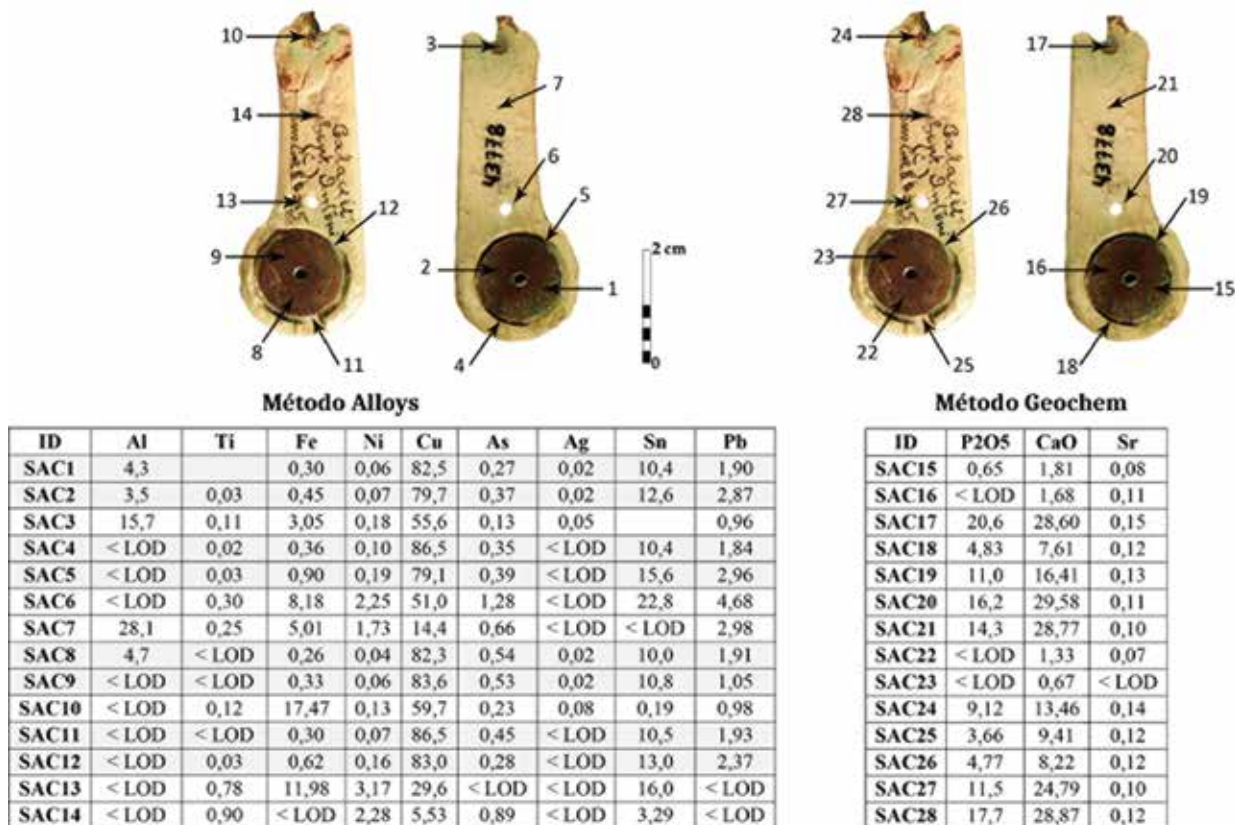 10
3
7
14
6
13
5
12
9
2
1
8
11
4
43778
2 cm
0
24
17
21
28
20
27
19
26
23
16
15
22
25
18
43778
Método Alloys
ID Al Ti Fe Ni Cu As Ag Sn Pb
SAC1 4,3 0,30 0,06 82,5 0,27 0,02 10,4 1,90
SAC2 3,5 0,03 0,45 0,07 79,7 0,37 0,02 12,6 2,87
SAC3 15,7 0,11 3,05 0,18 55,6 0,13 0,05 0,96
SAC4 < LOD 0,02 0,36 0,10 86,5 0,35 < LOD 10,4 1,84
SAC5 < LOD 0,03 0,90 0,19 79,1 0,39 < LOD 15,6 2,96
SAC6 < LOD 0,30 8,18 2,25 51,0 1,28 < LOD 22,8 4,68
SAC7 28,1 0,25 5,01 1,73 14,4 0,66 < LOD < LOD 2,98
SAC8 4,7 < LOD 0,26 0,04 82,3 0,54 0,02 10,0 1,91
SAC9 < LOD < LOD 0,33 0,06 83,6 0,53 0,02 10,8 1,05
SAC10 < LOD 0,12 17,47 0,13 59,7 0,23 0,08 0,19 0,98
SAC11 < LOD < LOD 0,30 0,07 86,5 0,45 < LOD 10,5 1,93
SAC12 < LOD 0,03 0,62 0,16 83,0 0,28 < LOD 13,0 2,37
SAC13 < LOD 0,78 11,98 3,17 29,6 < LOD < LOD 16,0 < LOD
SAC14 < LOD 0,90 < LOD 2,28 5,53 0,89 < LOD 3,29 < LOD
Método Geochem
ID P2O5 CaO Sr
SAC15 0,65 1,81 0,08
SAC16 < LOD 1,68 0,11
SAC17 20,6 28,60 0,15
SAC18 4,83 7,61 0,12
SAC19 11,0 16,41 0,13
SAC20 16,2 29,58 0,11
SAC21 14,3 28,77 0,10
SAC22 < LOD 1,33 0,07
SAC23 < LOD 0,67 < LOD
SAC24 9,12 13,46 0,14
SAC25 3,66 9,41 0,12
SAC26 4,77 8,22 0,12
SAC27 11,5 24,79 0,10
SAC28 17,7 28,87 0,12